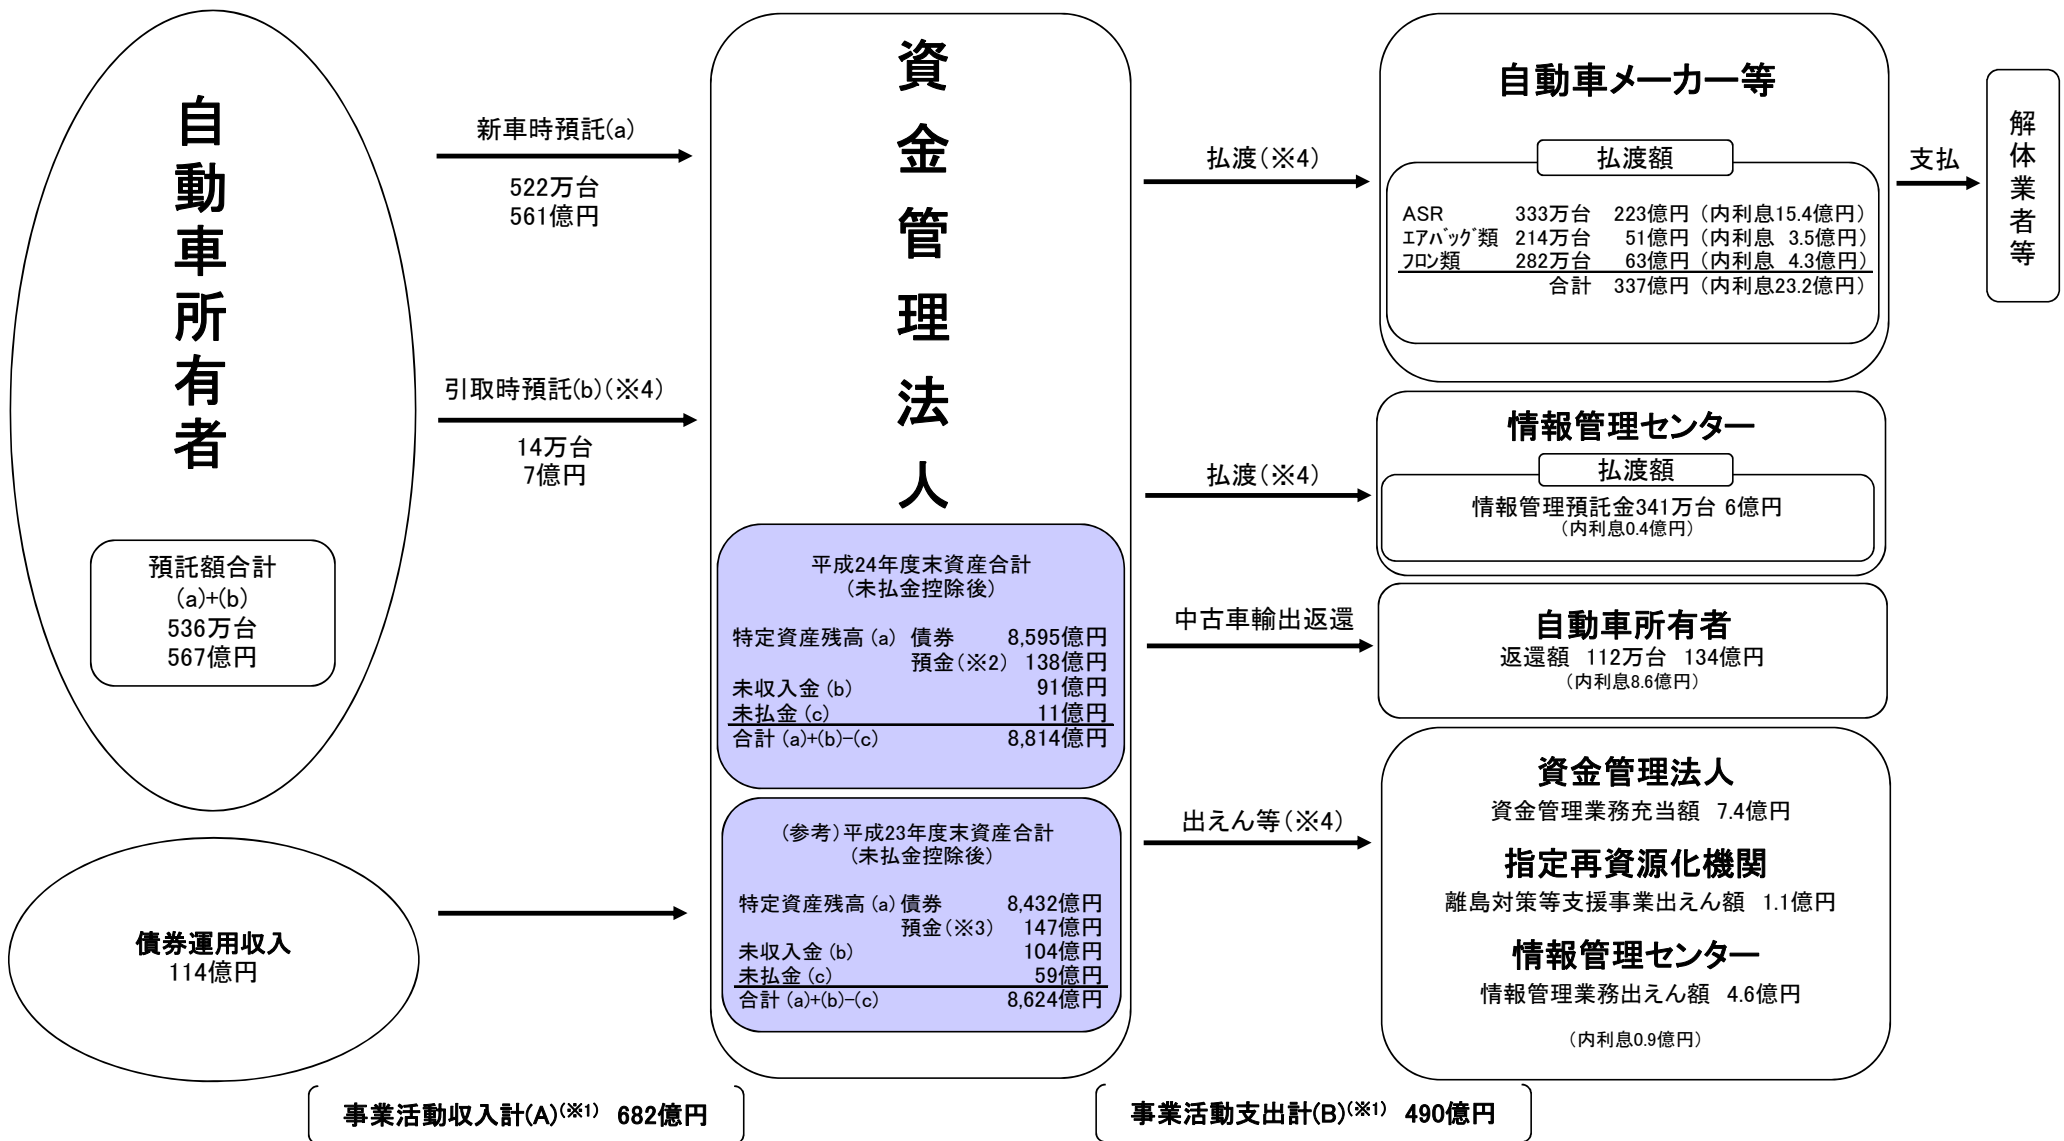 自動車所有者
預託額合計
(a)+(b)
536万台
567億円
債券運用収入
114億円
新車時預託(a)
522万台
561億円
引取時預託(b)(※4)
14万台
7億円
資金管理法人
平成24年度末資産合計
(未払金控除後)
特定資産残高(a) 債券 8,595億円
預金(※2) 138億円
未収入金(b) 91億円
未払金(c) 11億円
合計(a)+(b)-(c) 8,814億円
(参考)平成23年度末資産合計
(未払金控除後)
特定資産残高(a) 債券 8,432億円
預金(※3) 147億円
未収入金(b) 104億円
未払金(c) 59億円
合計(a)+(b)-(c) 8,624億円
払渡(※4)
払渡(※4)
中古車輸出返還
出えん等(※4)
自動車メーカー等
払渡額
ASR 333万台 223億円(内利息15.4億円)
エアバッグ類 214万台 51億円(内利息 3.5億円)
フロン類 282万台 63億円(内利息 4.3億円)
合計 337億円(内利息23.2億円)
支払
解体業者等
情報管理センター
払渡額
情報管理預託金341万台 6億円
(内利息0.4億円)
自動車所有者
返還額 112万台 134億円
(内利息8.6億円)
資金管理法人
資金管理業務充当額 7.4億円
指定再資源化機関
離島対策等支援事業出えん額 1.1億円
情報管理センター
情報管理業務出えん額 4.6億円
(内利息0.9億円)
事業活動収入計(A)(※1) 682億円
事業活動支出計(B)(※1) 490億円